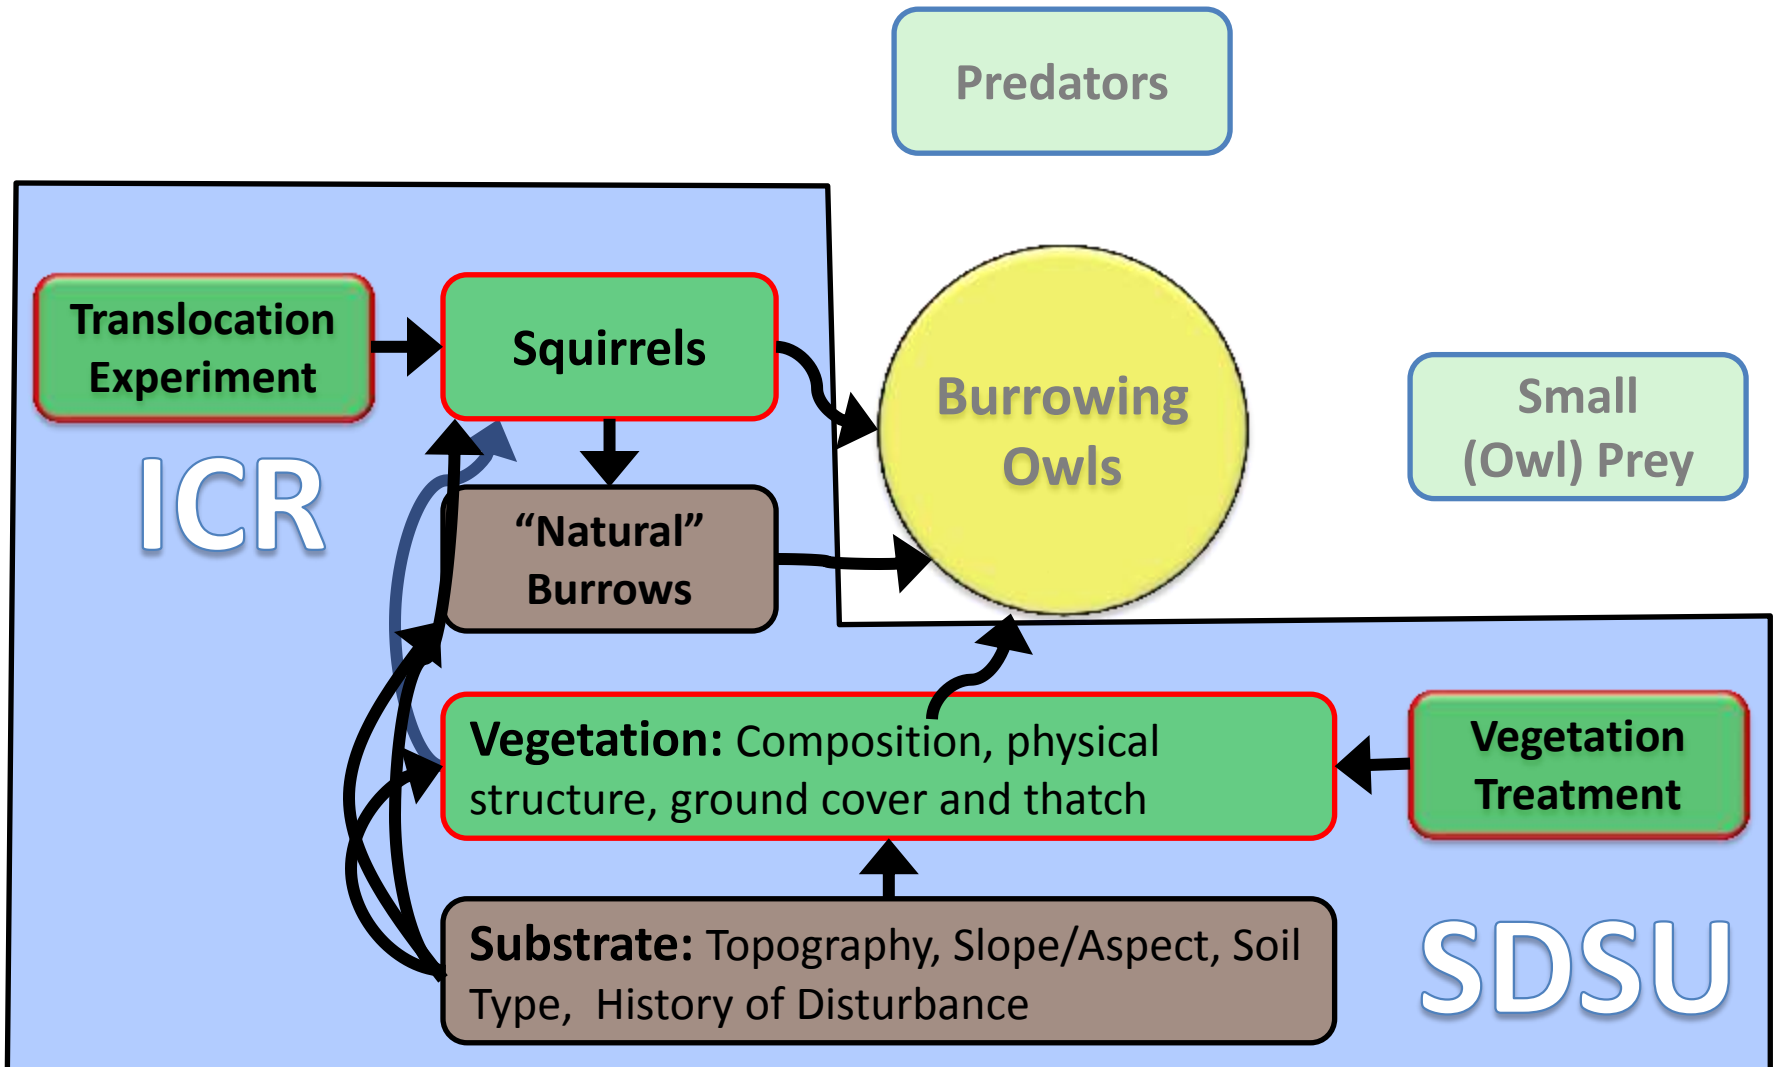 Predators
Translocation
Experiment
Squirrels
Burrowing
Owls
Small
(Owl) Prey
ICR
“Natural”
Burrows
Vegetation: Composition, physical
structure, ground cover and thatch
Vegetation
Treatment
Substrate: Topography, Slope/Aspect, Soil
Type,  History of Disturbance
SDSU